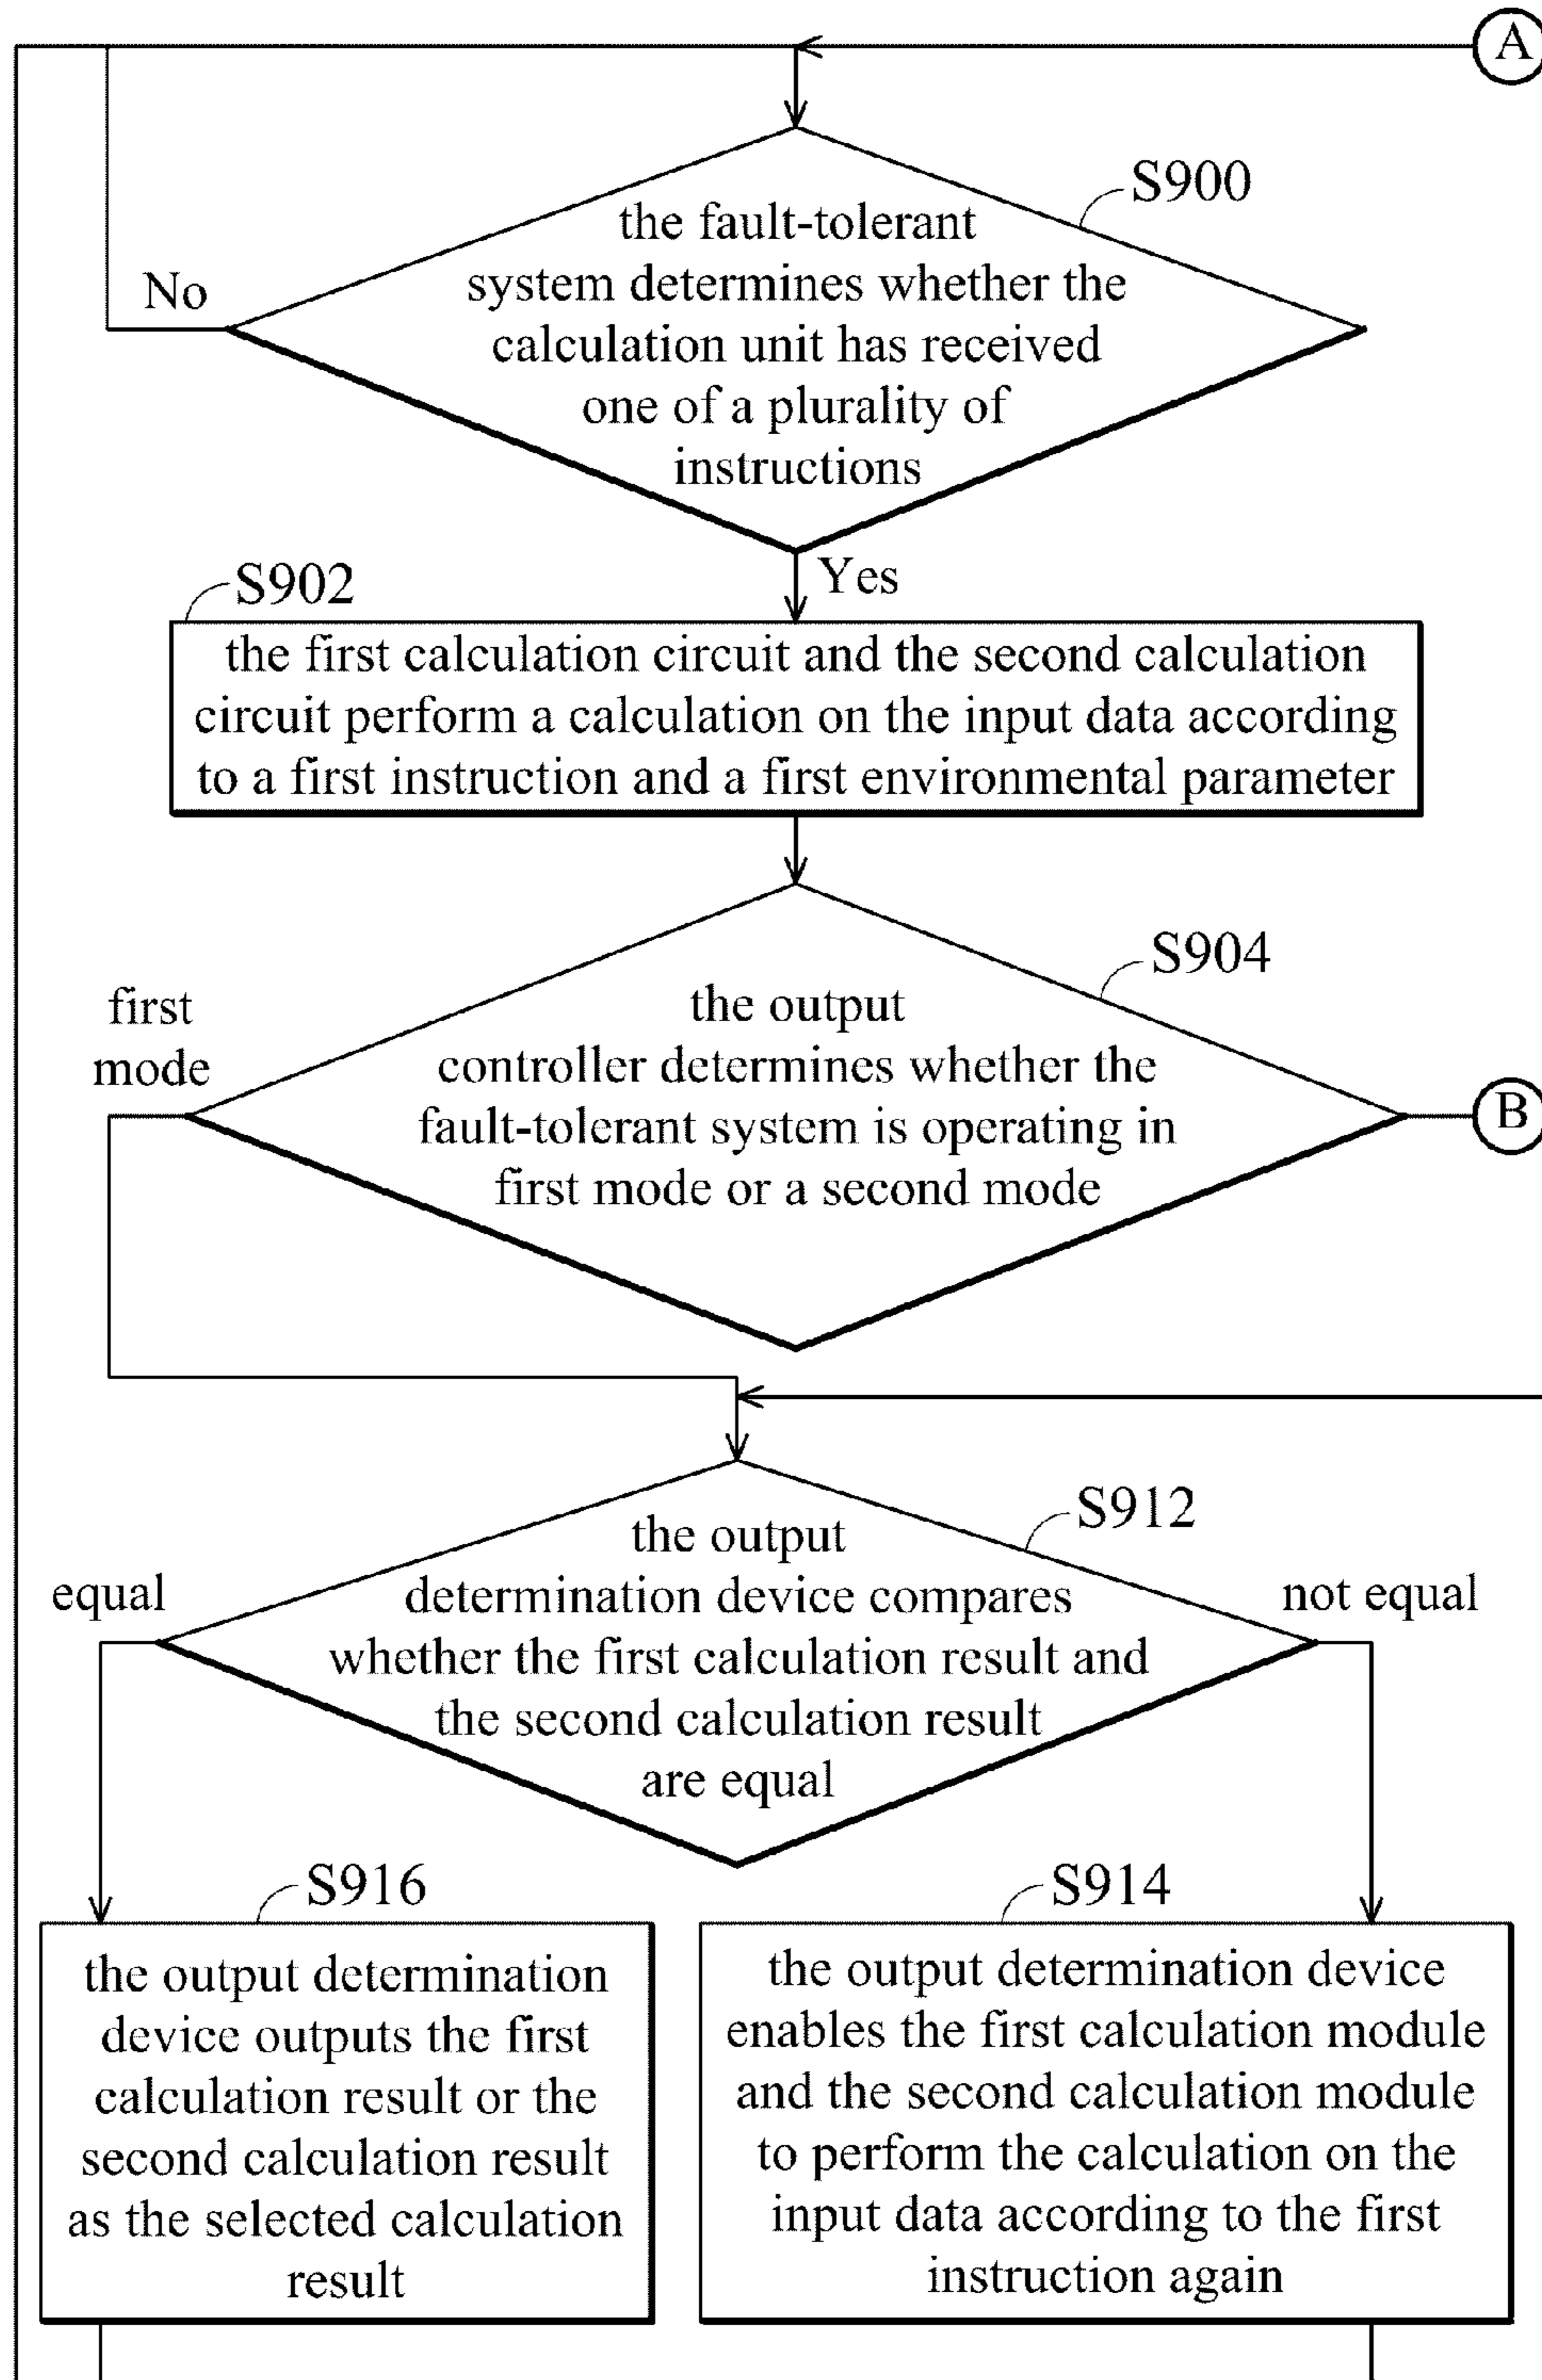 A
S900
the fault-tolerant
system determines whether the
calculation unit has received
one of a plurality of
instructions
No
Yes
S902
the first calculation circuit and the second calculation
circuit perform a calculation on the input data according
to a first instruction and a first environmental parameter
S904
first
mode
the output
controller determines whether the
fault-tolerant system is operating in
first mode or a second mode
B
S912
the output
determination device compares
whether the first calculation result and
the second calculation result
are equal
equal
not equal
S916
the output determination
device outputs the first
calculation result or the
second calculation result
as the selected calculation
result
S914
the output determination device
enables the first calculation module
and the second calculation module
to perform the calculation on the
input data according to the first
instruction again